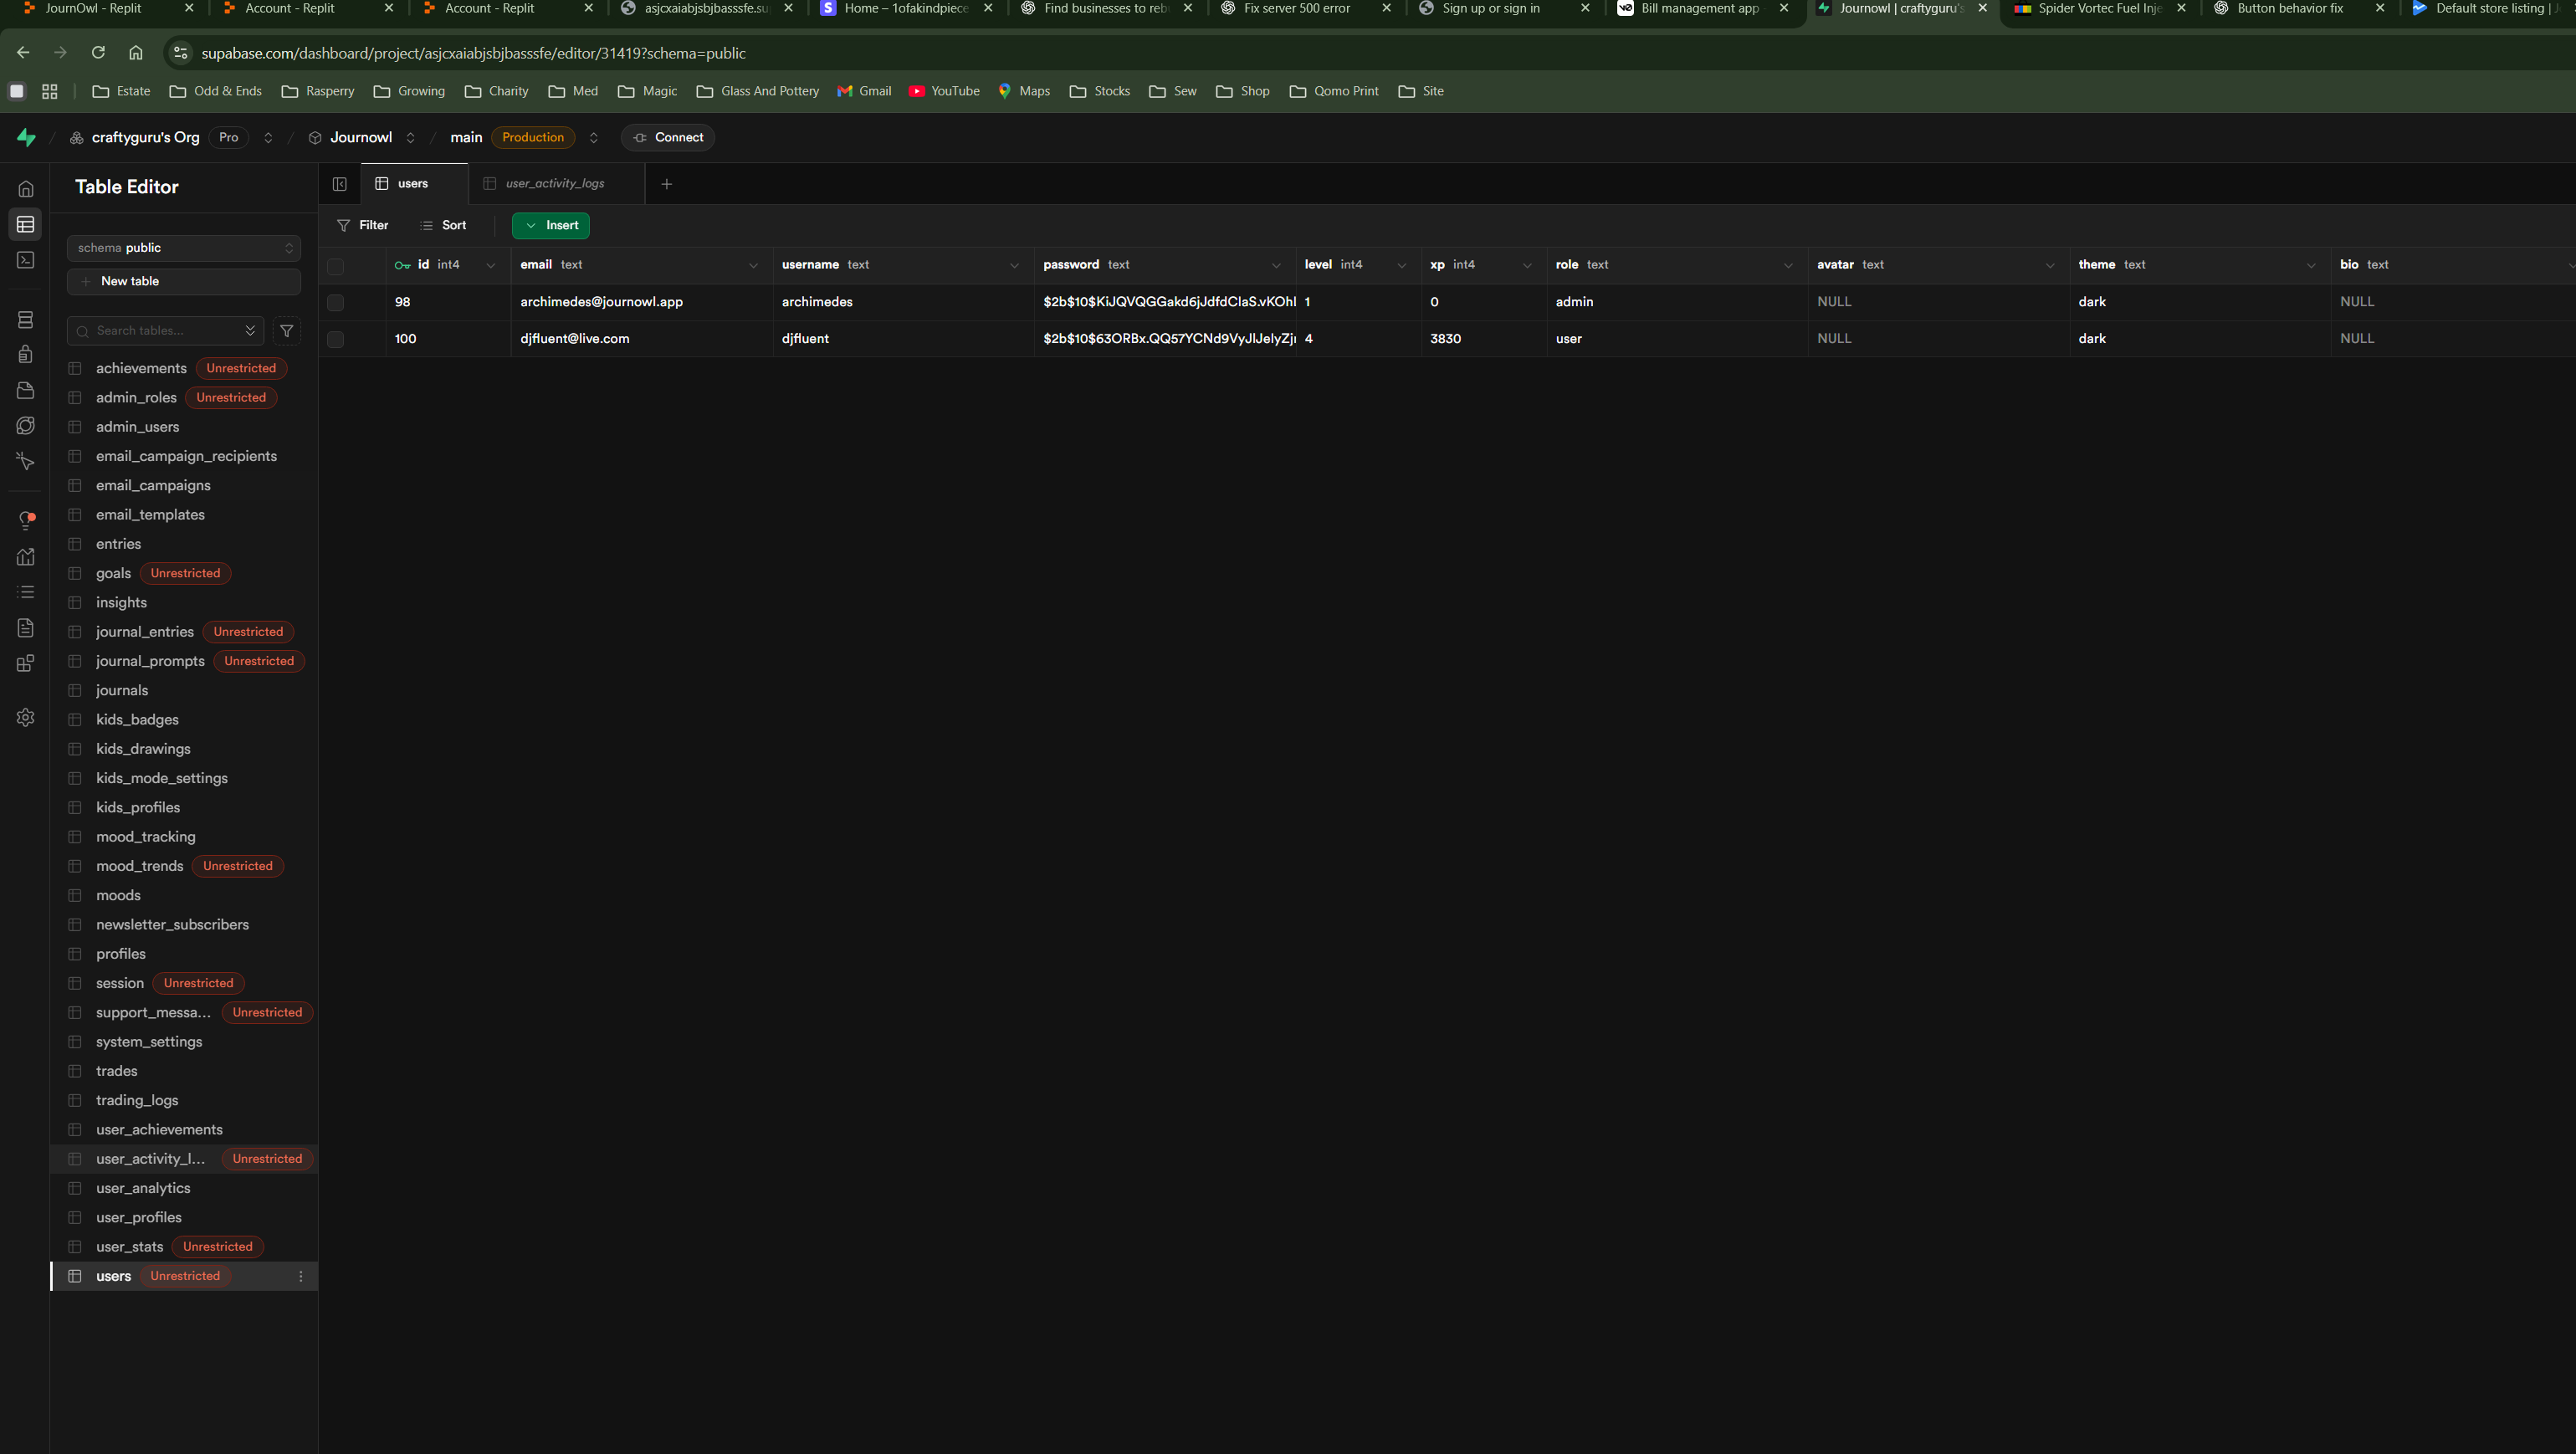 JournOwl - Replit
Account - Replit
Account - Replit
asjcxaiabjsbjbasssfe.su
Home – 1ofakindpiece
Find businesses to reb
Fix server 500 error
Sign up or sign in
Bill management app
Journowl | craftyguru's
Spider Vortec Fuel Inje
Button behavior fix
Default store listing |
supabase.com/dashboard/project/asjcxaiabjsbjbasssfe/editor/31419?schema=public
Estate Odd & Ends Rasperry Growing Charity Med Magic Glass And Pottery Gmail YouTube Maps Stocks Sew Shop Qomo Print Site
craftyguru's Org Pro / Journowl / main Production Connect
Table Editor
users
user_activity_logs
Filter Sort Insert
schema public
New table
Search tables...
id int4 email text username text password text level int4 xp int4 role text avatar text theme text bio text
98 archimedes@journowl.app archimedes 1 0 admin NULL dark NULL
100 djfluent@live.com djfluent 4 3830 user NULL dark NULL
achievements Unrestricted
admin_roles Unrestricted
admin_users
email_campaign_recipients
email_campaigns
email_templates
entries
goals Unrestricted
insights
journal_entries Unrestricted
journal_prompts Unrestricted
journals
kids_badges
kids_drawings
kids_mode_settings
kids_profiles
mood_tracking
mood_trends Unrestricted
moods
newsletter_subscribers
profiles
session Unrestricted
support_messa... Unrestricted
system_settings
trades
trading_logs
user_achievements
user_activity_l... Unrestricted
user_analytics
user_profiles
user_stats Unrestricted
users Unrestricted